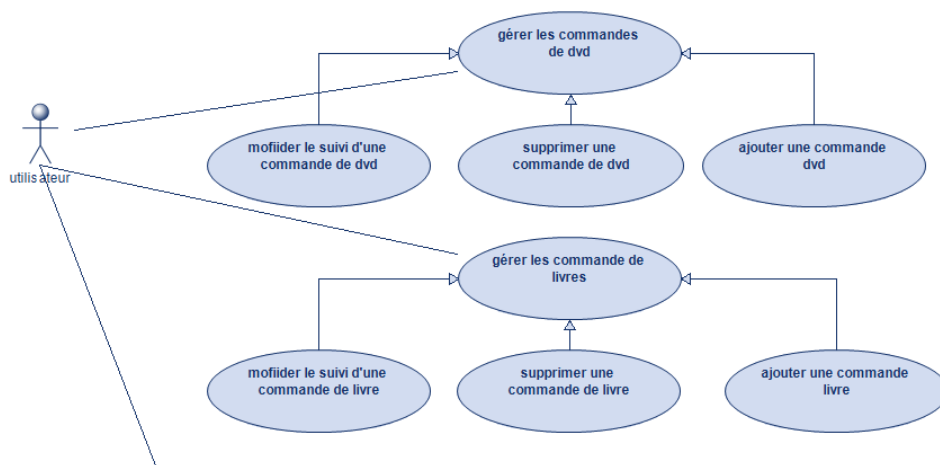 gérer les commandes
de dvd
mofiider le suivi d'une
commande de dvd
supprimer une
commande de dvd
ajouter une commande
dvd
utilisateur
gérer les commande de
livres
mofiider le suivi d'une
commande de livre
supprimer une
commande de livre
ajouter une commande
livre